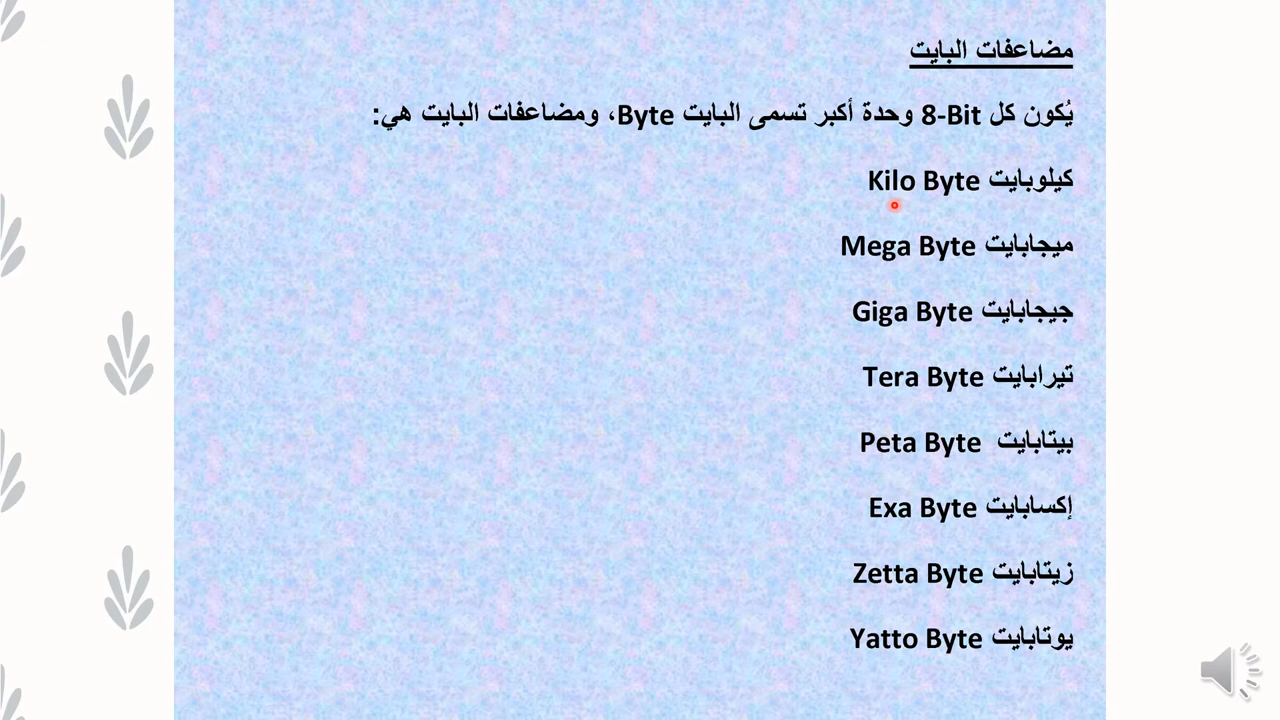 مضاعفات البايت
يُكون كل 8-Bit وحدة أكبر تسمى البايت Byte، ومضاعفات البايت هي:
كيلوبايت Kilo Byte
ميجابايت Mega Byte
جيجابايت Giga Byte
تيرابايت Tera Byte
بيتابايت Peta Byte
إكسابايت Exa Byte
زيتابايت Zetta Byte
يوتابايت Yatto Byte